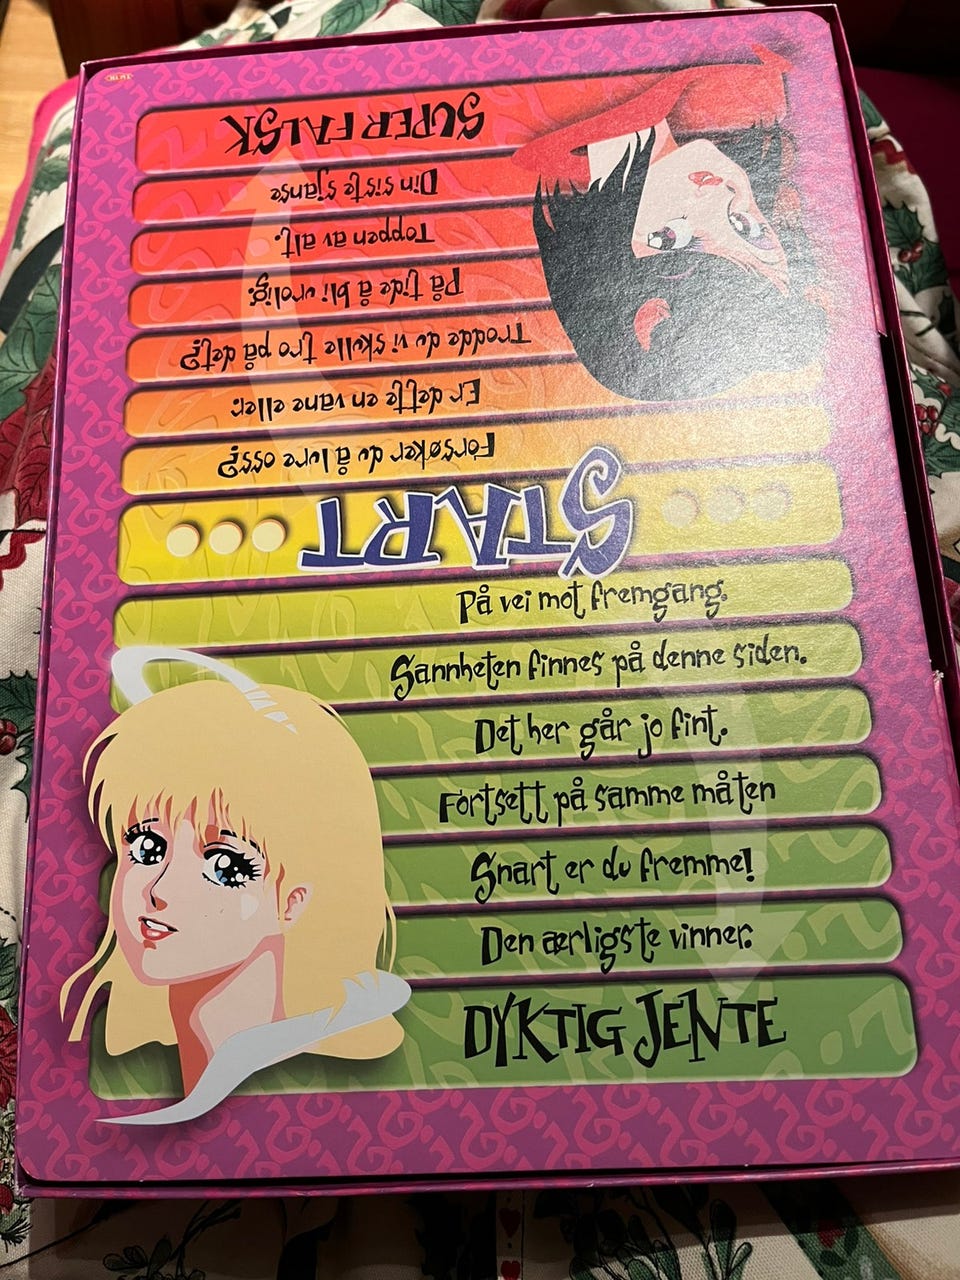 SUPER FALSK
Din siste sjanse
Toppen av alt.
På tide å bli urolig.
Trodde du vi skulle tro på det?
Er dette en vane eller.
Forsøker du å lure oss?
START
På vei mot fremgang.
Sannheten finnes på denne siden.
Det her går jo fint.
Fortsett på samme måten
Snart er du fremme!
Den ærligste vinner.
DYKTIG JENTE